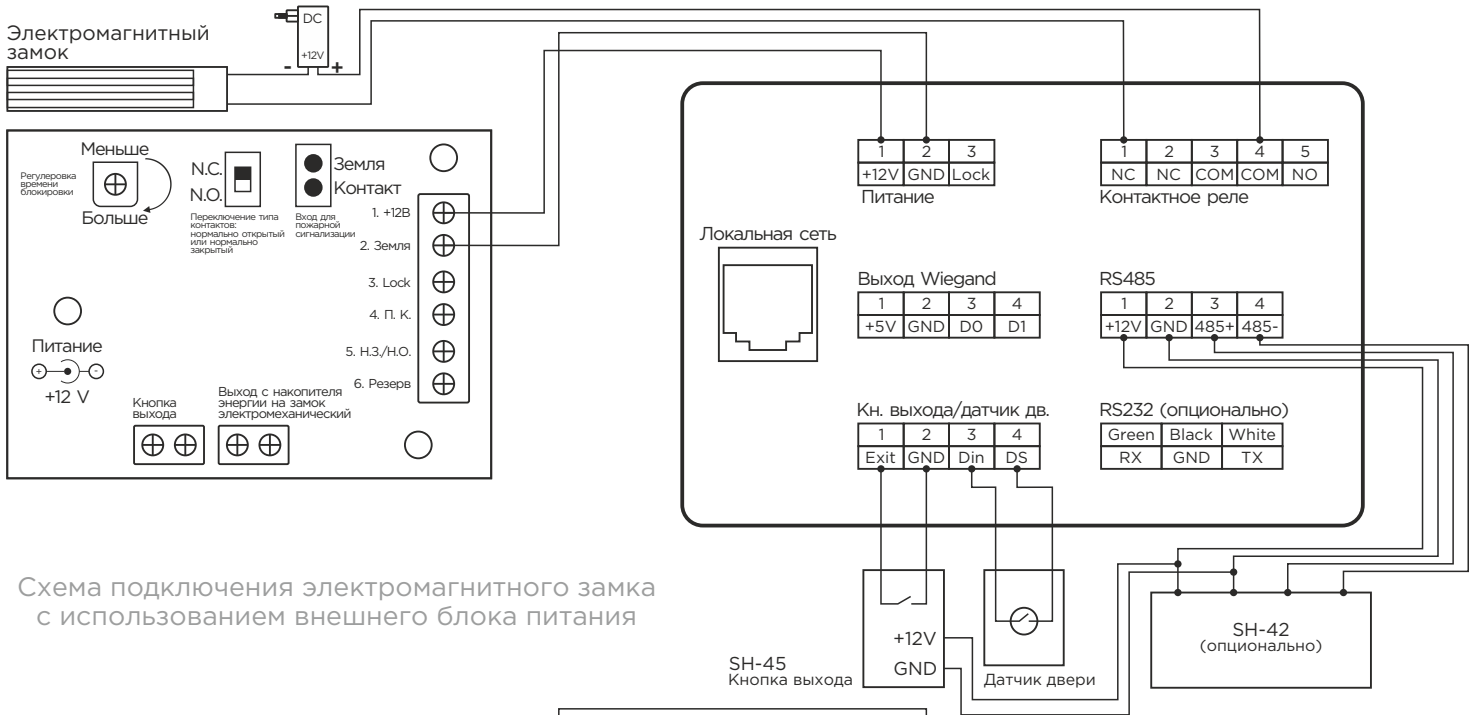 Электромагнитный
замок
DC
+12V
- +
Меньше
Регулеровка
времени
блокировки
Больше
N.C.
N.O.
Переключение типа
контактов:
нормально открытый
или нормально
закрытый
Земля
Контакт
Вход для
пожарной
сигнализации
1. +12В
2. Земля
3. Lock
4. П. К.
5. Н.З./Н.О.
6. Резерв
Питание
+ -
+12 V
Кнопка
выхода
Выход с накопителя
энергии на замок
электромеханический
1 2 3
+12V GND Lock
Питание
1 2 3 4 5
NC NC COM COM NO
Контактное реле
Локальная сеть
Выход Wiegand
1 2 3 4
+5V GND D0 D1
RS485
1 2 3 4
+12V GND 485+ 485-
Кн. выхода/датчик дв.
1 2 3 4
Exit GND Din DS
RS232 (опционально)
Green Black White
RX GND TX
Схема подключения электромагнитного замка
с использованием внешнего блока питания
+12V
GND
SH-45
Кнопка выхода
Датчик двери
SH-42
(опционально)